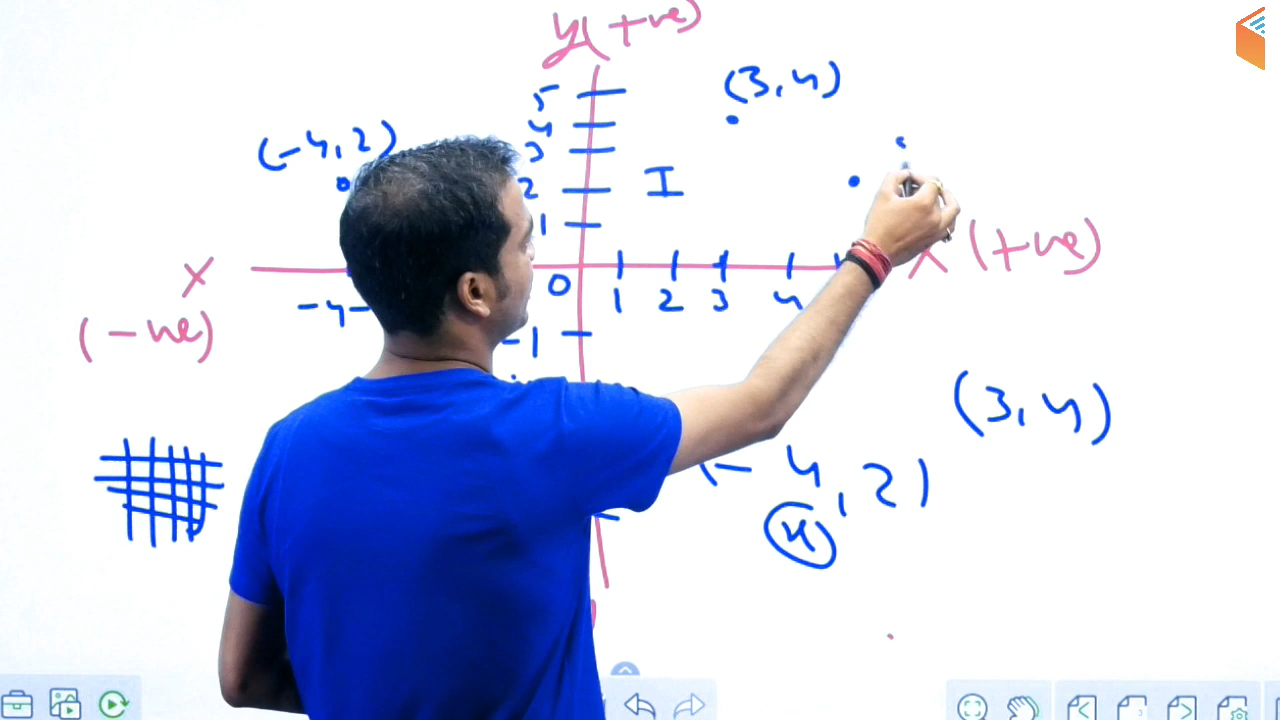 y(+ve)
5
(3,4)
4
(-4,2)
3
2
I
1
X
X (+ve)
0
-4-
1 2 3 4
(-ve)
-1
(3,4)
(-4,2)
4